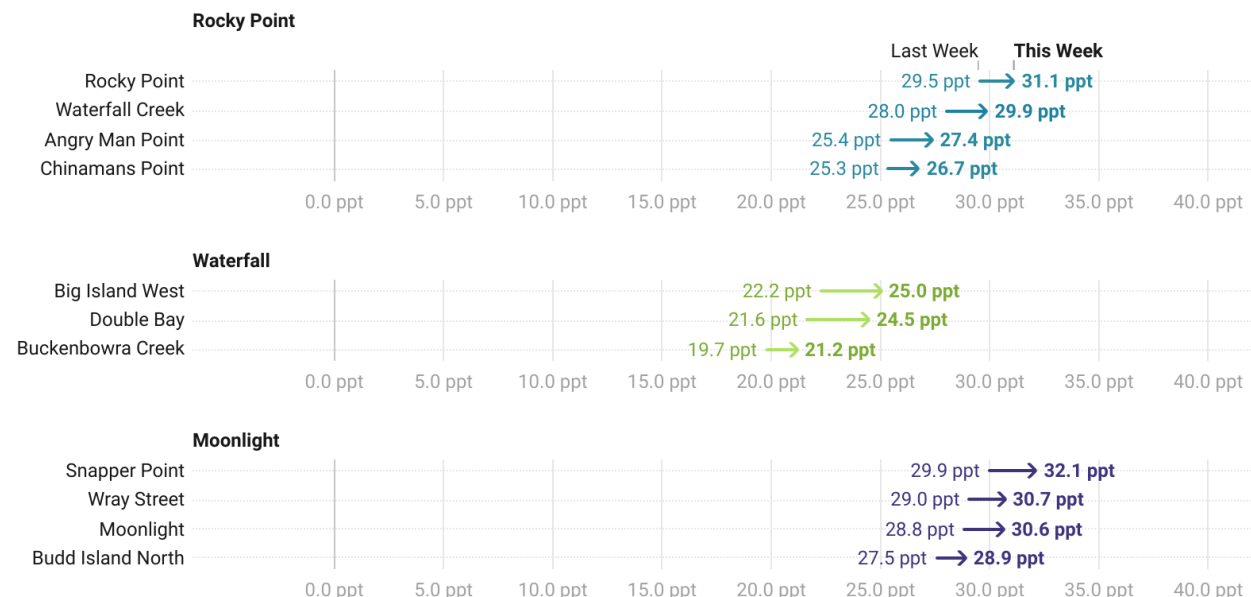 Rocky Point
Last Week This Week
Rocky Point 29.5 ppt 31.1 ppt
Waterfall Creek 28.0 ppt 29.9 ppt
Angry Man Point 25.4 ppt 27.4 ppt
Chinamans Point 25.3 ppt 26.7 ppt
0.0 ppt 5.0 ppt 10.0 ppt 15.0 ppt 20.0 ppt 25.0 ppt 30.0 ppt 35.0 ppt 40.0 ppt
Waterfall
Big Island West 22.2 ppt 25.0 ppt
Double Bay 21.6 ppt 24.5 ppt
Buckenbowra Creek 19.7 ppt 21.2 ppt
0.0 ppt 5.0 ppt 10.0 ppt 15.0 ppt 20.0 ppt 25.0 ppt 30.0 ppt 35.0 ppt 40.0 ppt
Moonlight
Snapper Point 29.9 ppt 32.1 ppt
Wray Street 29.0 ppt 30.7 ppt
Moonlight 28.8 ppt 30.6 ppt
Budd Island North 27.5 ppt 28.9 ppt
0.0 ppt 5.0 ppt 10.0 ppt 15.0 ppt 20.0 ppt 25.0 ppt 30.0 ppt 35.0 ppt 40.0 ppt